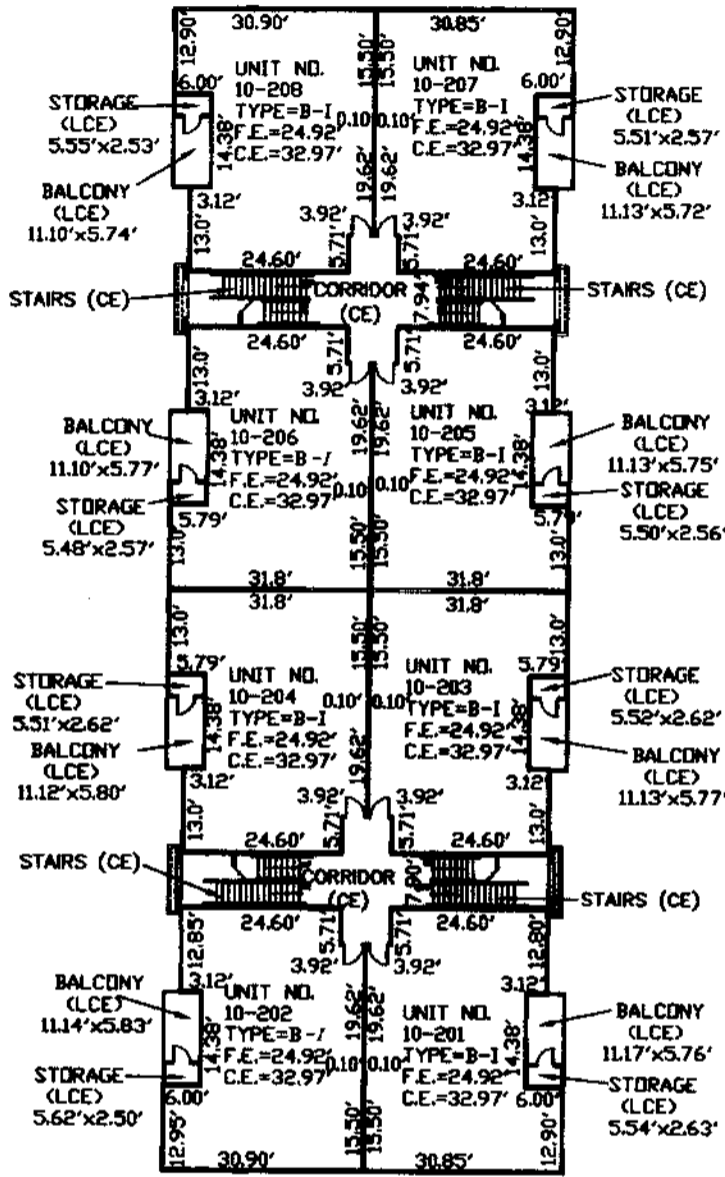 30.90' 30.85'
12.90' 15.50' 15.50' 12.90'
UNIT NO.
10-208
TYPE=B-I
F.E.=24.92'
C.E.=32.97'
UNIT NO.
10-207
TYPE=B-I
F.E.=24.92'
C.E.=32.97'
6.00' 6.00'
STORAGE
(LCE)
5.55'x2.53'
STORAGE
(LCE)
5.51'x2.57'
0.10' 0.10'
14.38' 14.38'
BALCONY
(LCE)
11.10'x5.74'
BALCONY
(LCE)
11.13'x5.72'
19.62' 19.62'
3.12' 3.92' 3.92' 3.12'
13.0' 5.71' 5.71' 13.0'
24.60' 24.60'
STAIRS (CE)
CORRIDOR
(CE)
7.94'
STAIRS (CE)
24.60' 24.60'
5.71' 5.71'
13.0' 3.92' 3.92' 13.0'
3.12' 3.12'
19.62' 19.62'
UNIT NO.
10-206
TYPE=B-I
F.E.=24.92'
C.E.=32.97'
UNIT NO.
10-205
TYPE=B-I
F.E.=24.92'
C.E.=32.97'
BALCONY
(LCE)
11.10'x5.77'
BALCONY
(LCE)
11.13'x5.75'
14.38' 14.38'
0.10' 0.10'
STORAGE
(LCE)
5.48'x2.57'
STORAGE
(LCE)
5.50'x2.56'
5.79' 5.79'
13.0' 15.50' 15.50' 13.0'
31.8' 31.8'
31.8' 31.8'
13.0' 15.50' 15.50' 13.0'
5.79' 5.79'
UNIT NO.
10-204
TYPE=B-I
F.E.=24.92'
C.E.=32.97'
UNIT NO.
10-203
TYPE=B-I
F.E.=24.92'
C.E.=32.97'
STORAGE
(LCE)
5.51'x2.62'
STORAGE
(LCE)
5.52'x2.62'
0.10' 0.10'
14.38' 14.38'
BALCONY
(LCE)
11.12'x5.80'
BALCONY
(LCE)
11.13'x5.77'
19.62'
3.12' 3.92' 3.92' 3.12'
13.0' 5.71' 5.71' 13.0'
24.60' 24.60'
STAIRS (CE)
CORRIDOR
(CE)
7.90'
STAIRS (CE)
24.60' 24.60'
12.85' 5.71' 5.71' 12.80'
3.12' 3.92' 3.92' 3.12'
19.62' 19.62'
UNIT NO.
10-202
TYPE=B-I
F.E.=24.92'
C.E.=32.97'
UNIT NO.
10-201
TYPE=B-I
F.E.=24.92'
C.E.=32.97'
BALCONY
(LCE)
11.14'x5.83'
BALCONY
(LCE)
11.17'x5.76'
14.38' 14.38'
0.10' 0.10'
STORAGE
(LCE)
5.62'x2.50'
STORAGE
(LCE)
5.54'x2.63'
6.00' 6.00'
12.95' 15.50' 15.50' 12.90'
30.90' 30.85'